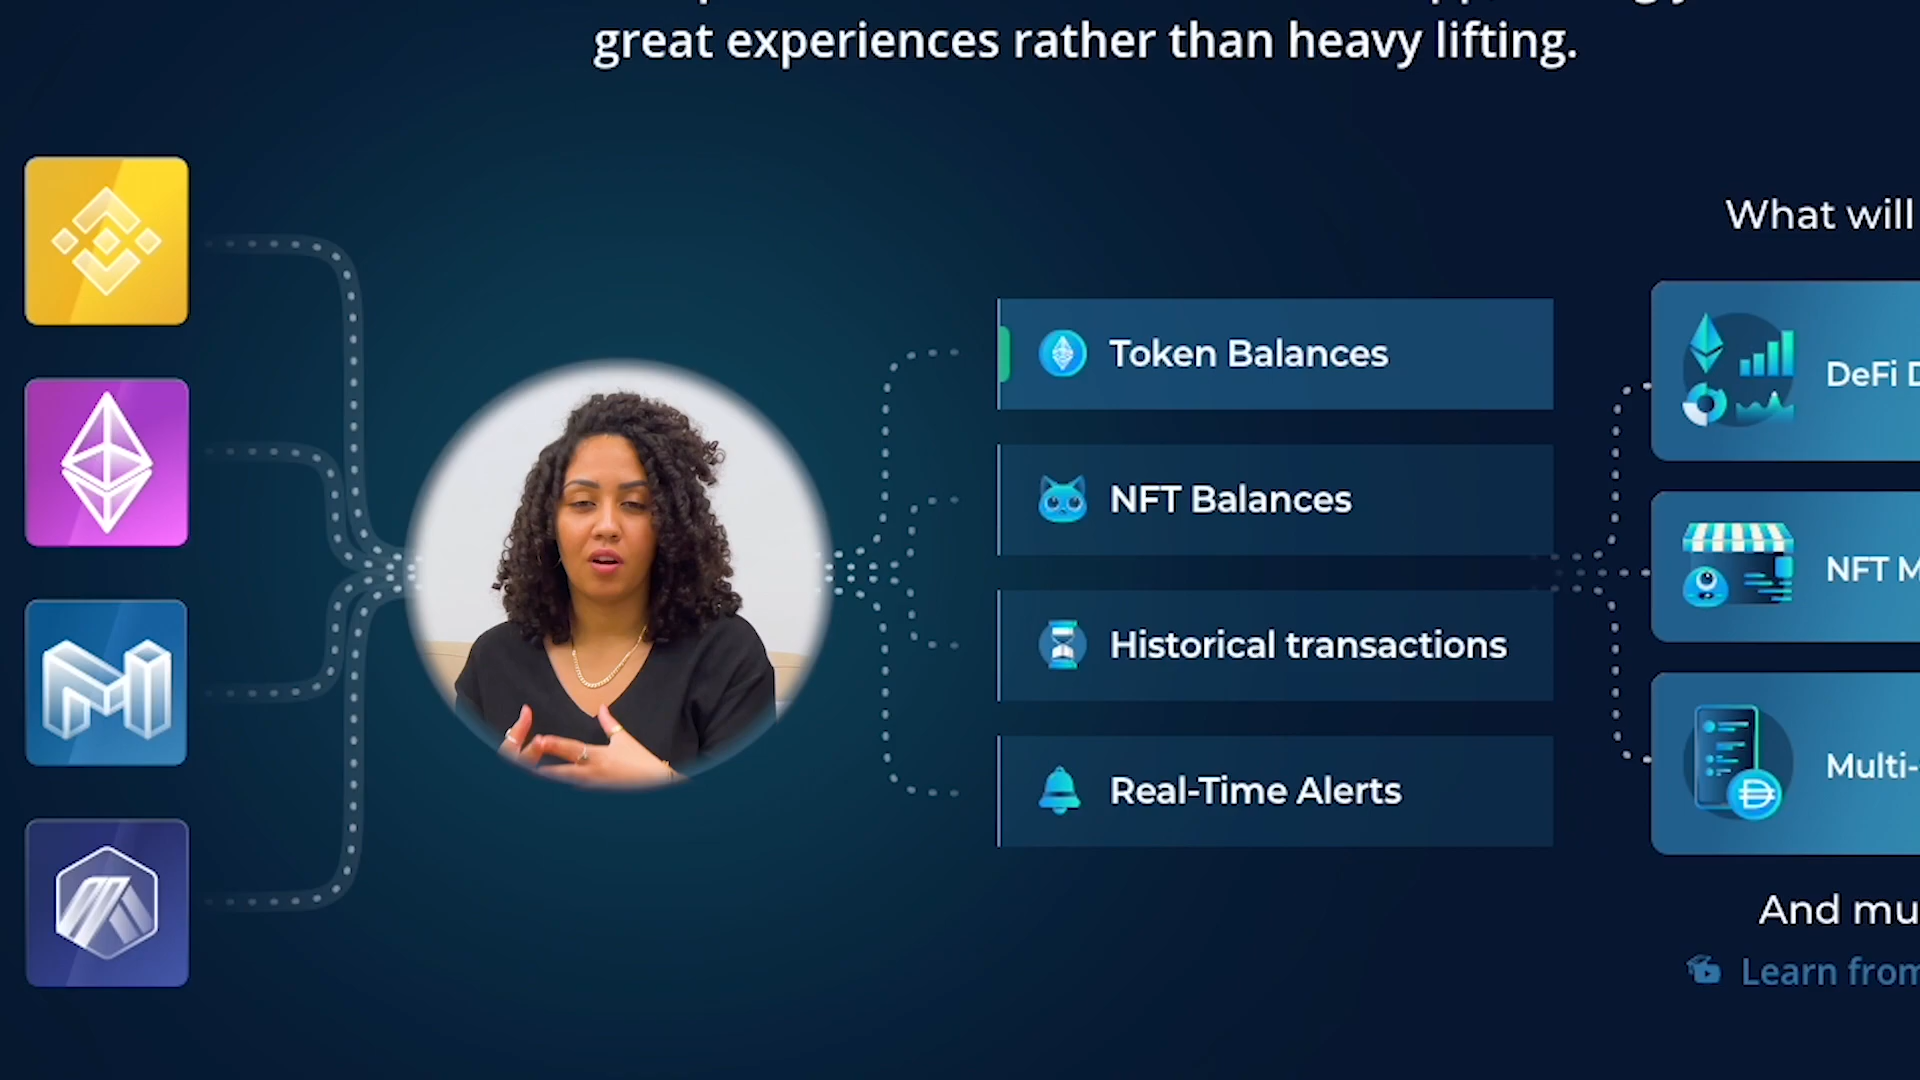 great experiences rather than heavy lifting.
What will
Token Balances
NFT Balances
Historical transactions
Real-Time Alerts
DeFi D
NFT M
Multi-
And mu
Learn from